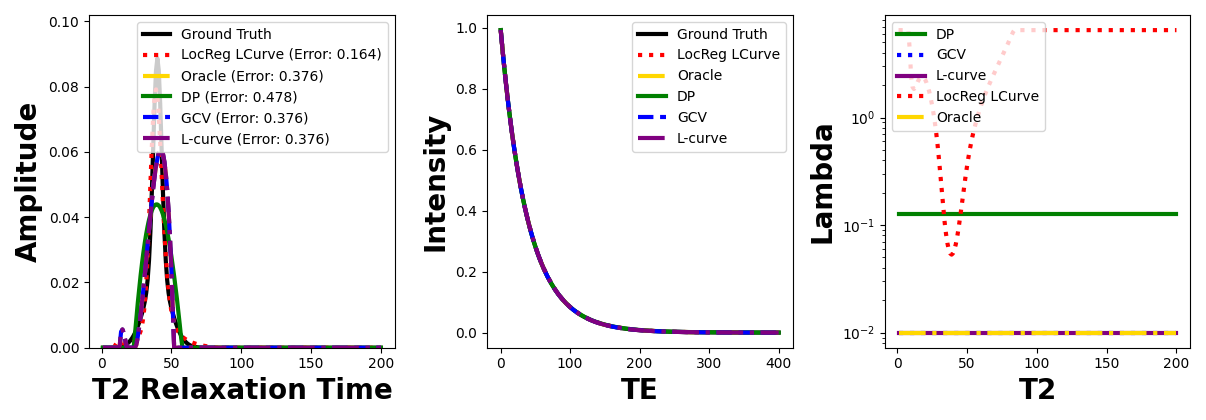 Amplitude
0.10
0.08
0.06
0.04
0.02
0.00
Ground Truth
LocReg LCurve (Error: 0.164)
Oracle (Error: 0.376)
DP (Error: 0.478)
GCV (Error: 0.376)
L-curve (Error: 0.376)
0 50 100 150 200
T2 Relaxation Time
Intensity
1.0
0.8
0.6
0.4
0.2
0.0
Ground Truth
LocReg LCurve
Oracle
DP
GCV
L-curve
0 100 200 300 400
TE
Lambda
10⁰
10⁻¹
10⁻²
DP
GCV
L-curve
LocReg LCurve
Oracle
0 50 100 150 200
T2